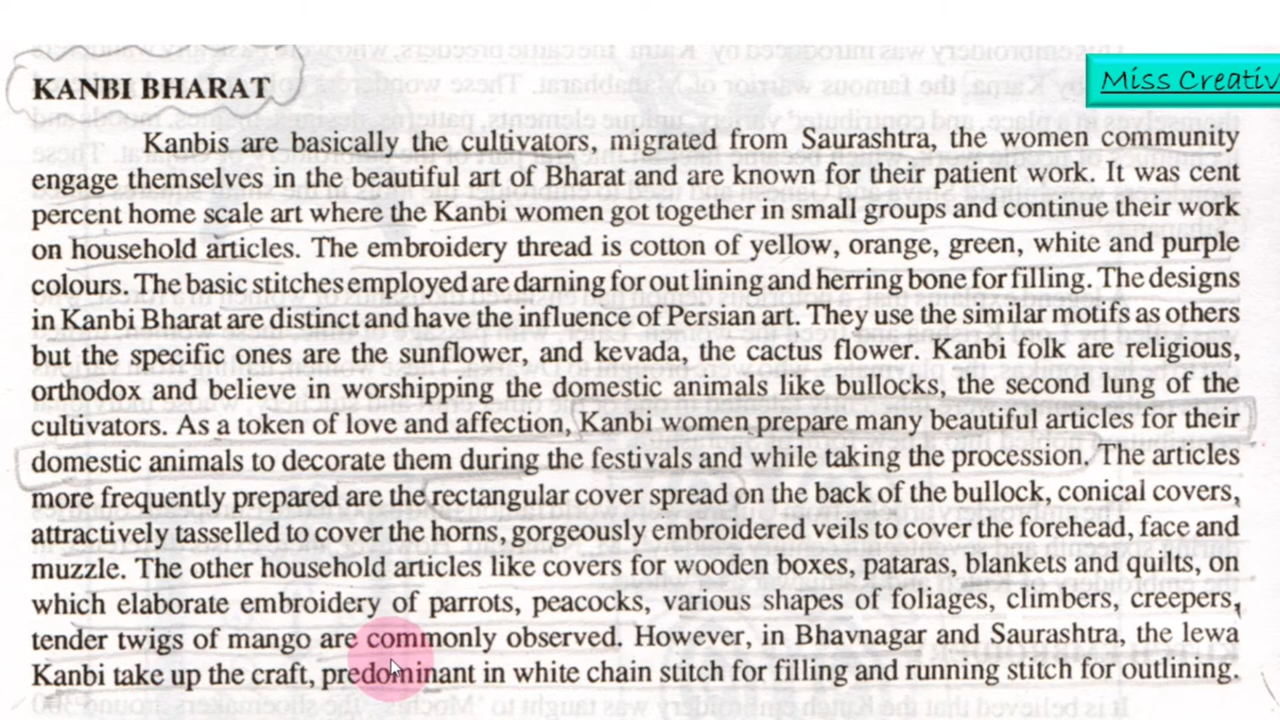 KANBI BHARAT
Miss Creativ
Kanbis are basically the cultivators, migrated from Saurashtra, the women community
engage themselves in the beautiful art of Bharat and are known for their patient work. It was cent
percent home scale art where the Kanbi women got together in small groups and continue their work
on household articles. The embroidery thread is cotton of yellow, orange, green, white and purple
colours. The basic stitches employed are darning for out lining and herring bone for filling. The designs
in Kanbi Bharat are distinct and have the influence of Persian art. They use the similar motifs as others
but the specific ones are the sunflower, and kevada, the cactus flower. Kanbi folk are religious,
orthodox and believe in worshipping the domestic animals like bullocks, the second lung of the
cultivators. As a token of love and affection, Kanbi women prepare many beautiful articles for their
domestic animals to decorate them during the festivals and while taking the procession. The articles
more frequently prepared are the rectangular cover spread on the back of the bullock, conical covers,
attractively tasselled to cover the horns, gorgeously embroidered veils to cover the forehead, face and
muzzle. The other household articles like covers for wooden boxes, pataras, blankets and quilts, on
which elaborate embroidery of parrots, peacocks, various shapes of foliages, climbers, creepers,
tender twigs of mango are commonly observed. However, in Bhavnagar and Saurashtra, the lewa
Kanbi take up the craft, predominant in white chain stitch for filling and running stitch for outlining.